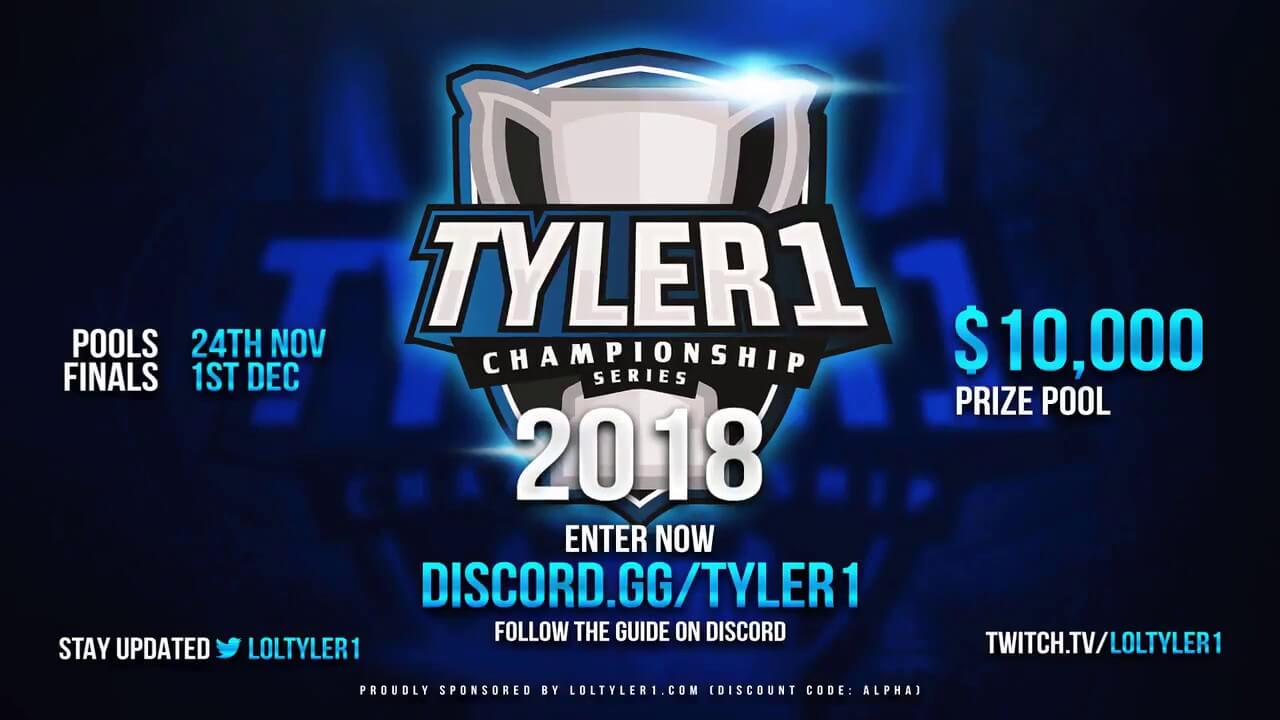 TYLER1
CHAMPIONSHIP
SERIES
2018
POOLS 24TH NOV
FINALS 1ST DEC
$10,000
PRIZE POOL
ENTER NOW
DISCORD.GG/TYLER1
FOLLOW THE GUIDE ON DISCORD
STAY UPDATED LOLTYLER1
TWITCH.TV/LOLTYLER1
PROUDLY SPONSORED BY LOLTYLER1.COM (DISCOUNT CODE: ALPHA)